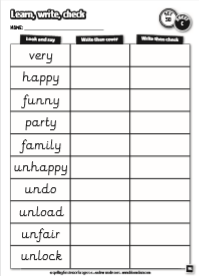 Learn, write, check
NAME:
Look and say
Write then cover
Write then check
very
happy
funny
party
family
unhappy
undo
unload
unfair
unlock